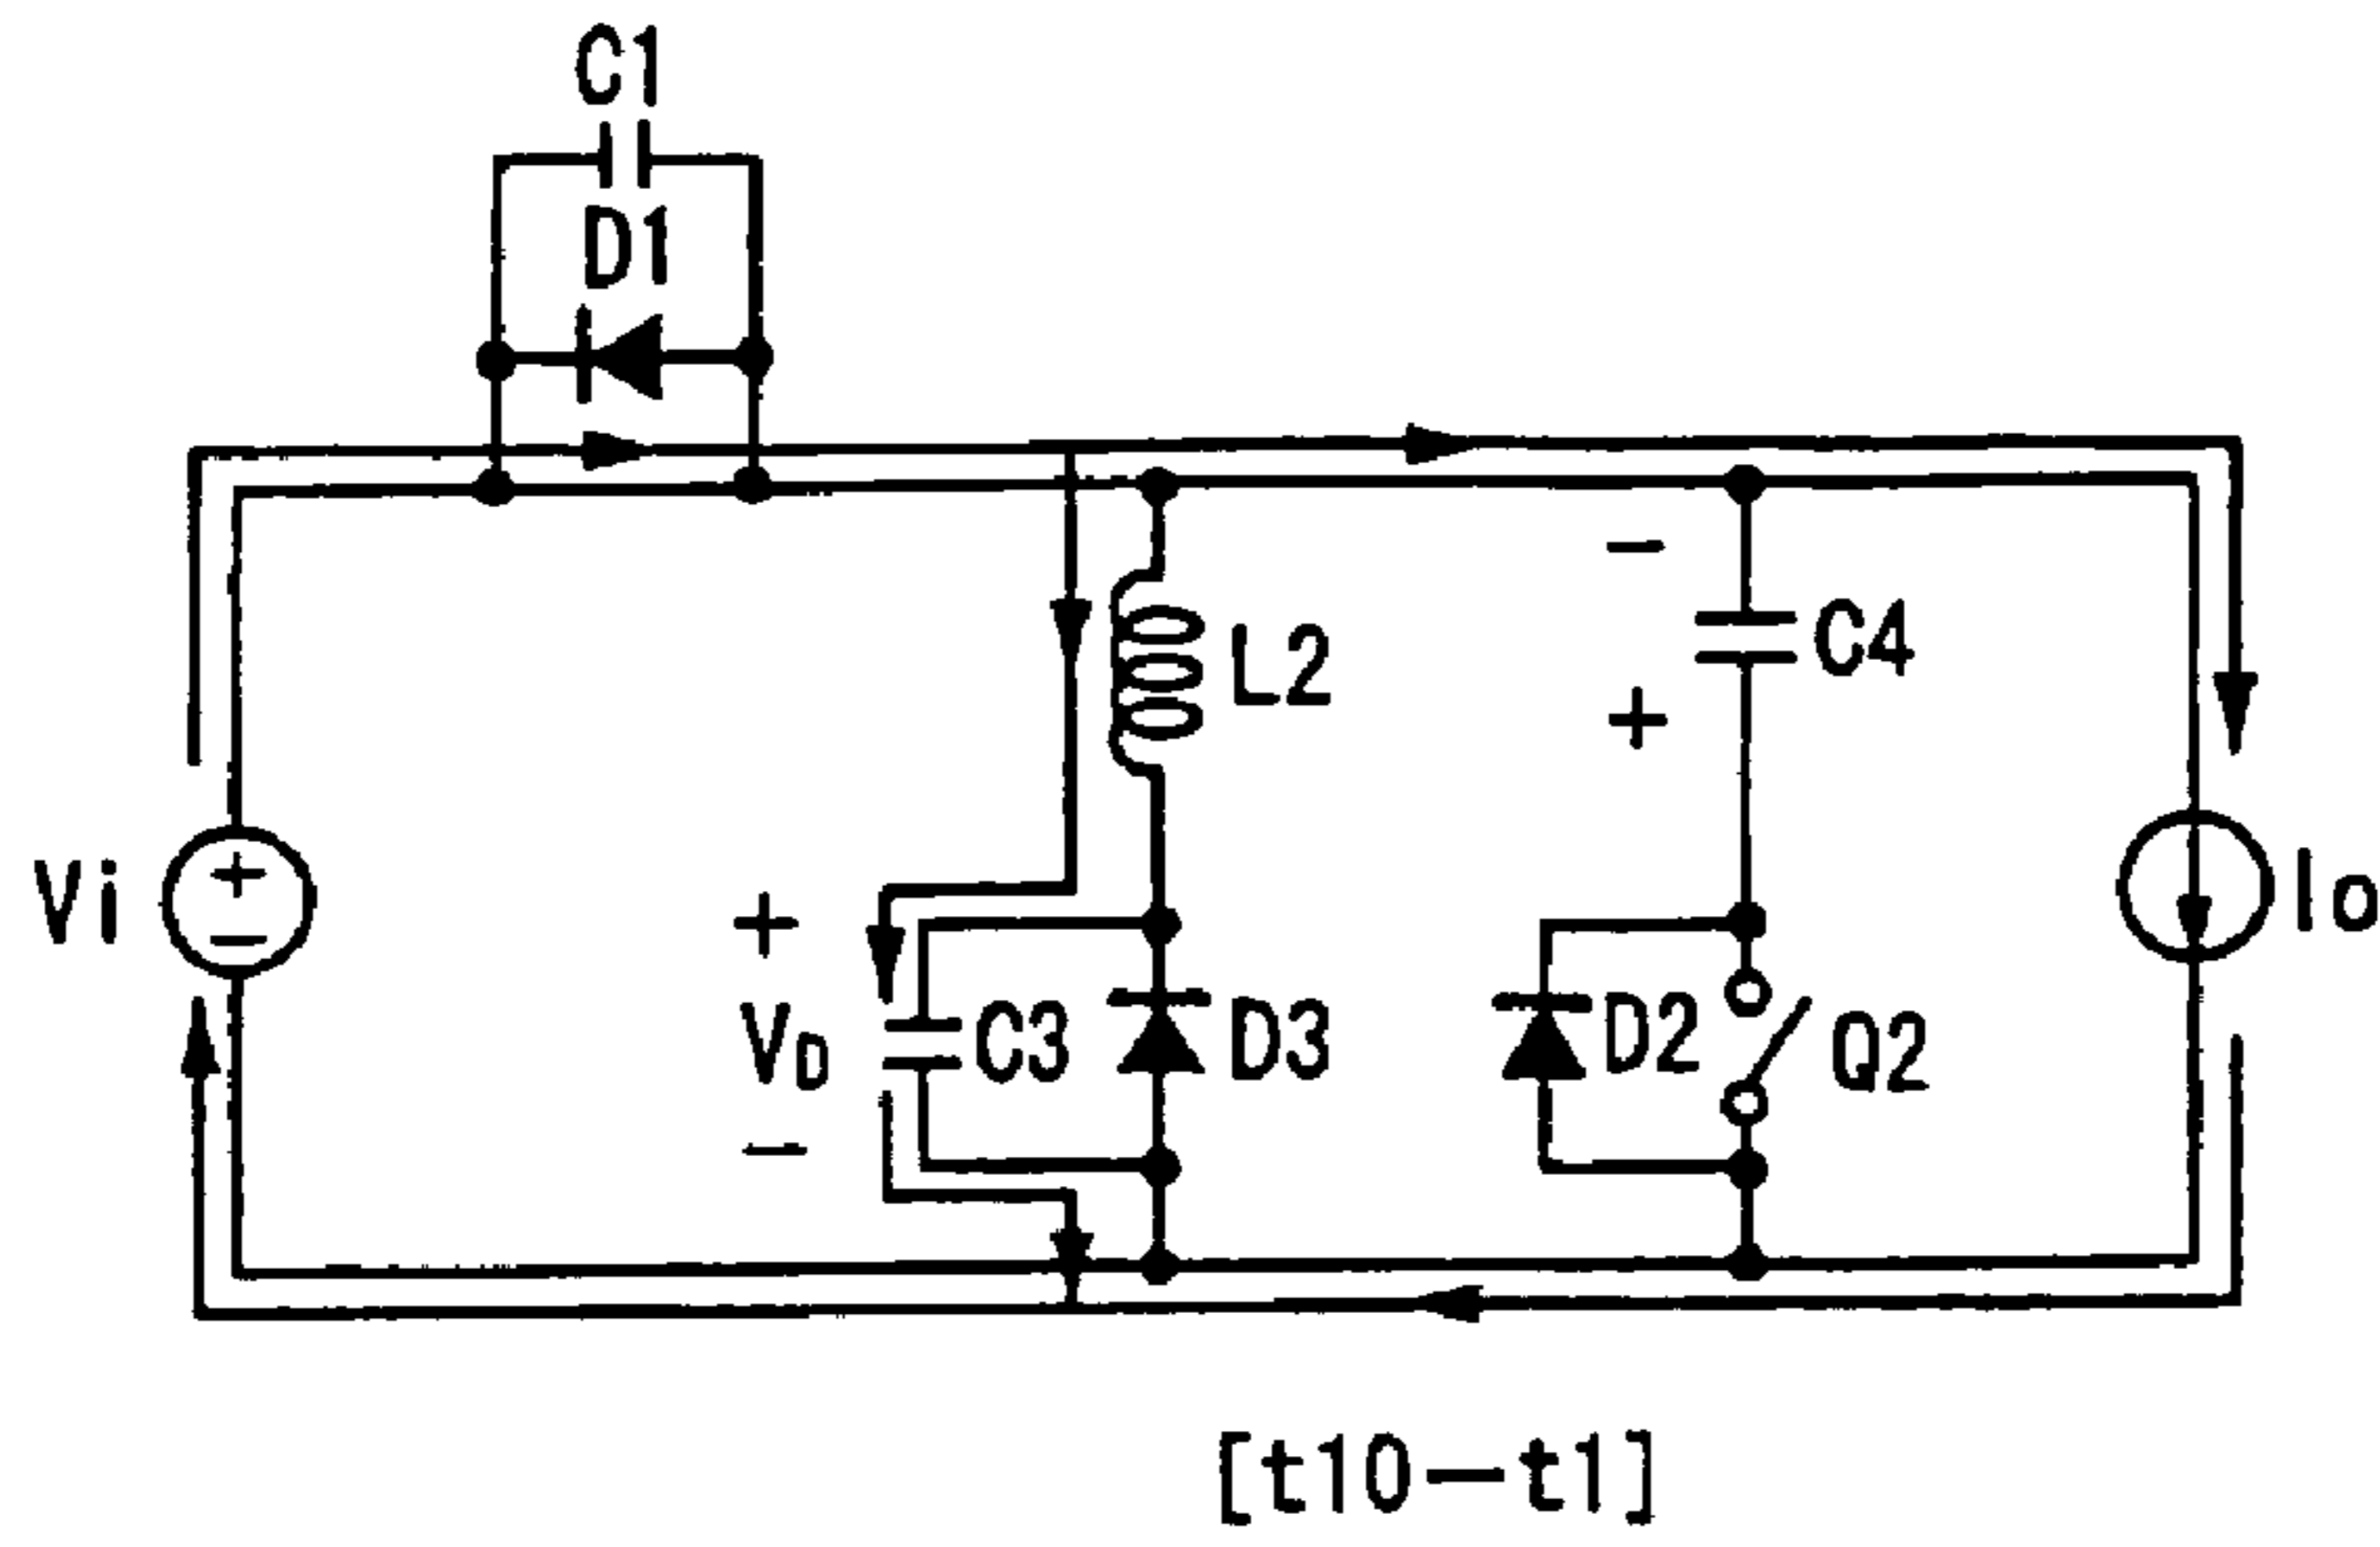 C1
D1
−
L2
C4
+
Vi
+
−
Io
+
VD
C3
D3
D2
Q2
−
[t10—t1]